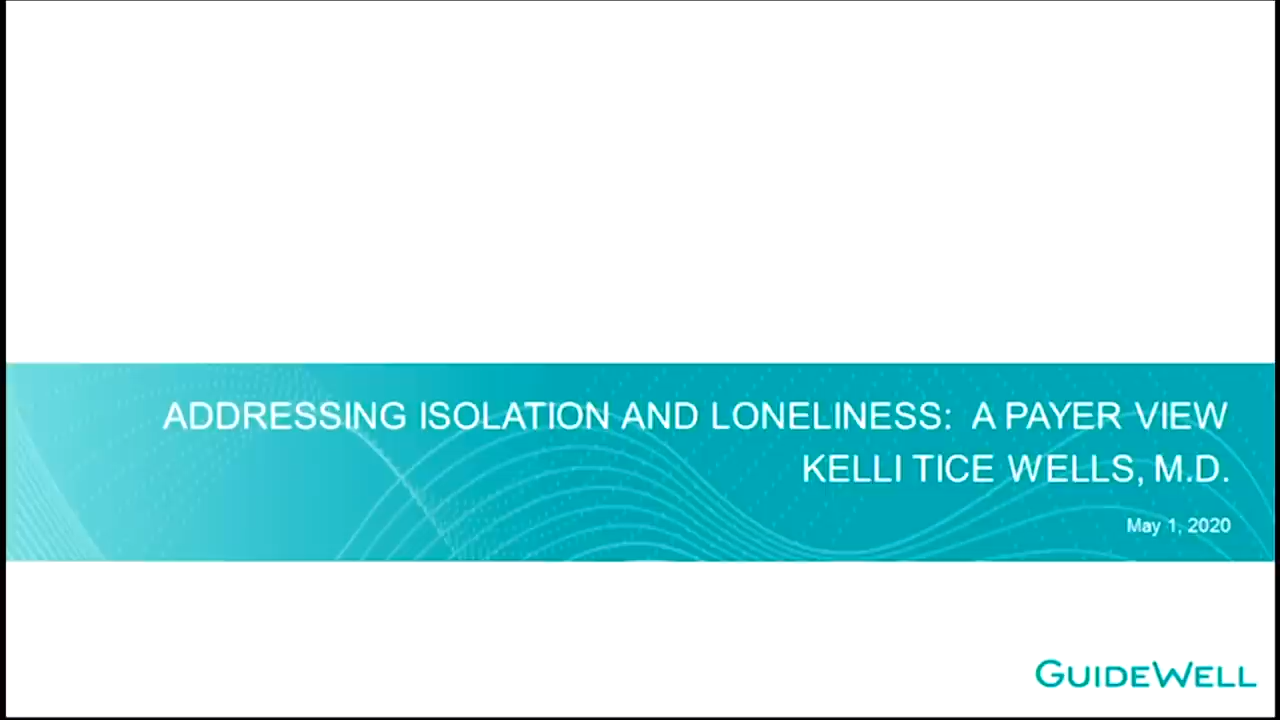 ADDRESSING ISOLATION AND LONELINESS: A PAYER VIEW
KELLI TICE WELLS, M.D.
May 1, 2020
GUIDEWELL